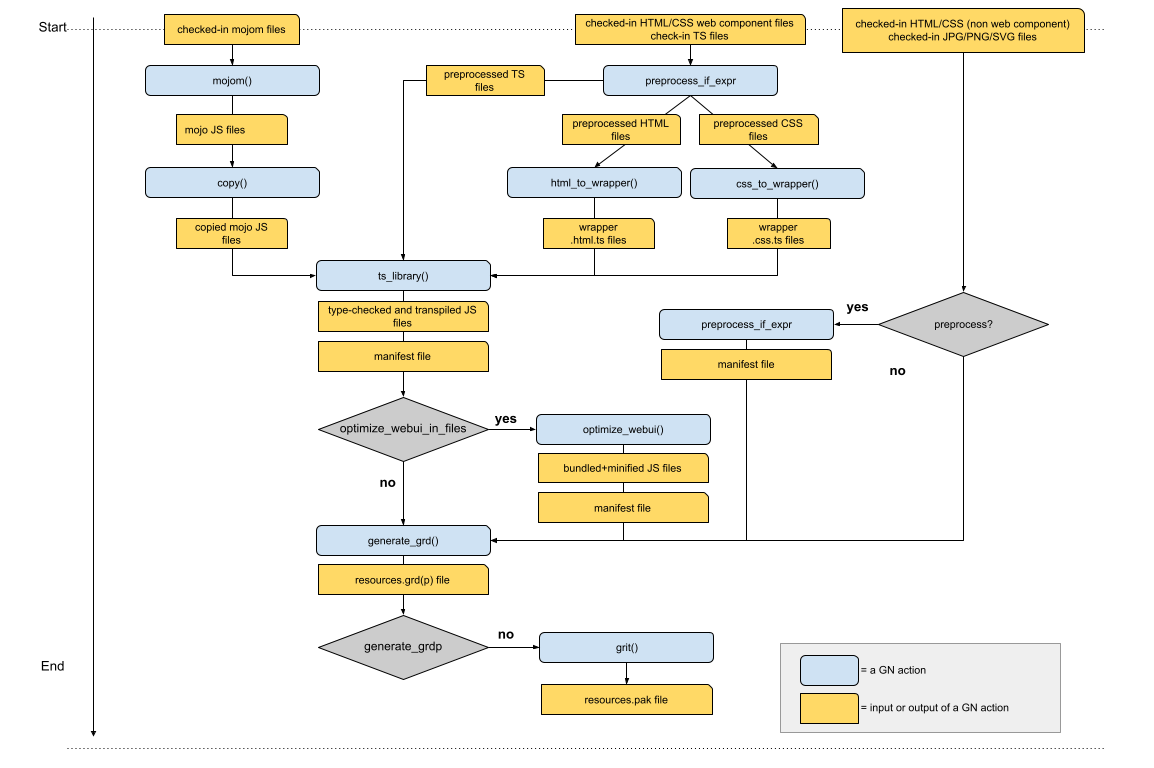 Start
checked-in mojom files
checked-in HTML/CSS web component files
check-in TS files
checked-in HTML/CSS (non web component)
checked-in JPG/PNG/SVG files
mojom()
preprocessed TS
files
preprocess_if_expr
mojo JS files
preprocessed HTML
files
preprocessed CSS
files
copy()
html_to_wrapper()
css_to_wrapper()
copied mojo JS
files
wrapper
.html.ts files
wrapper
.css.ts files
ts_library()
type-checked and transpiled JS
files
manifest file
preprocess_if_expr
yes
preprocess?
manifest file
no
optimize_webui_in_files
yes
optimize_webui()
bundled+minified JS files
no
manifest file
generate_grd()
resources.grd(p) file
generate_grdp
no
grit()
resources.pak file
End
= a GN action
= input or output of a GN action